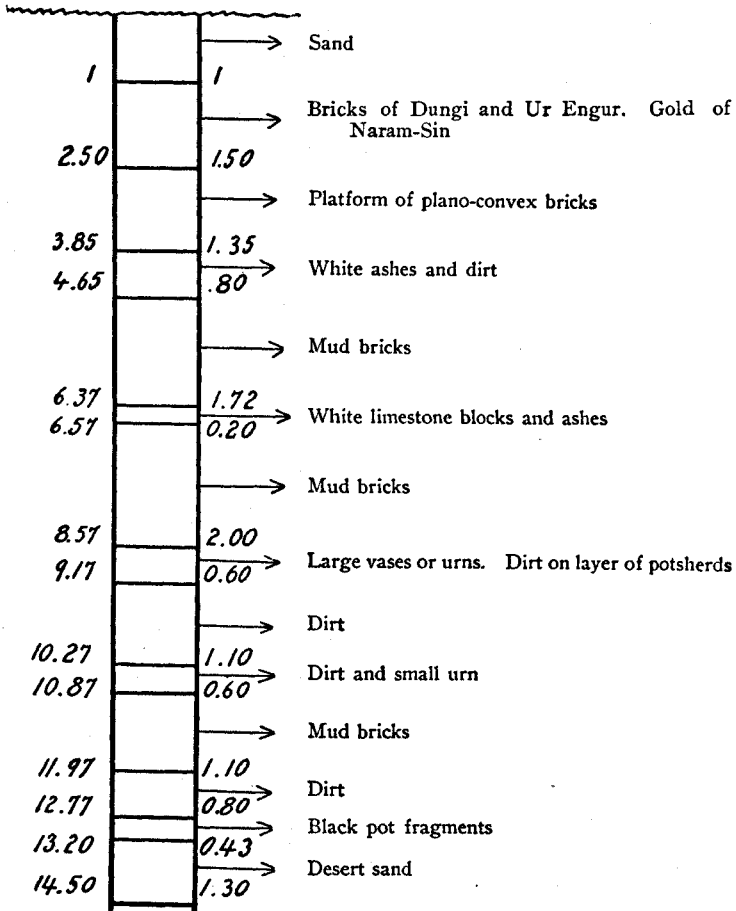 Sand
1 1
Bricks of Dungi and Ur Engur. Gold of
Naram-Sin
2.50 1.50
Platform of plano-convex bricks
3.85 1.35
White ashes and dirt
4.65 .80
Mud bricks
6.37 1.72
White limestone blocks and ashes
6.57 0.20
Mud bricks
8.57 2.00
Large vases or urns. Dirt on layer of potsherds
9.17 0.60
Dirt
10.27 1.10
Dirt and small urn
10.87 0.60
Mud bricks
11.97 1.10
Dirt
12.77 0.80
Black pot fragments
13.20 0.43
Desert sand
14.50 1.30